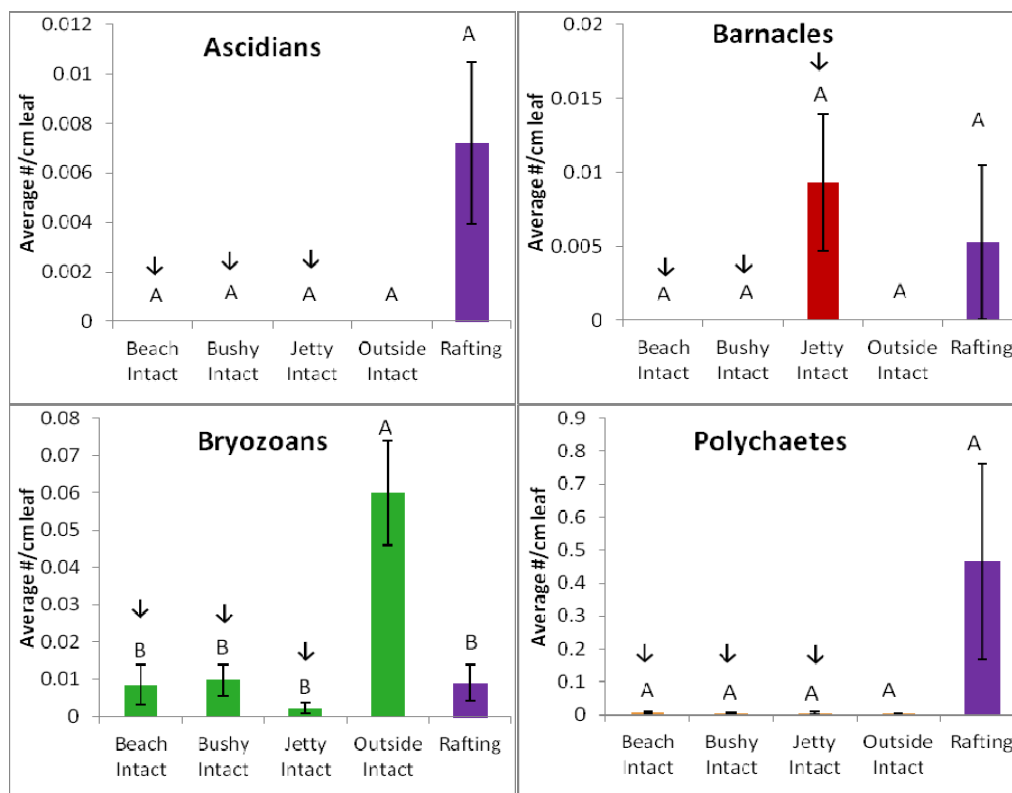 Ascidians
Average #/cm leaf
0.012
0.01
0.008
0.006
0.004
0.002
0
↓ ↓ ↓
A A A A A
Beach Intact
Bushy Intact
Jetty Intact
Outside Intact
Rafting
Barnacles
Average #/cm leaf
0.02
0.015
0.01
0.005
0
↓ ↓ ↓
A A A A A
Beach Intact
Bushy Intact
Jetty Intact
Outside Intact
Rafting
Bryozoans
Average #/cm leaf
0.08
0.07
0.06
0.05
0.04
0.03
0.02
0.01
0
↓ ↓ ↓
B B B A B
Beach Intact
Bushy Intact
Jetty Intact
Outside Intact
Rafting
Polychaetes
Average #/cm leaf
0.9
0.8
0.7
0.6
0.5
0.4
0.3
0.2
0.1
0
↓ ↓ ↓
A A A A A
Beach Intact
Bushy Intact
Jetty Intact
Outside Intact
Rafting